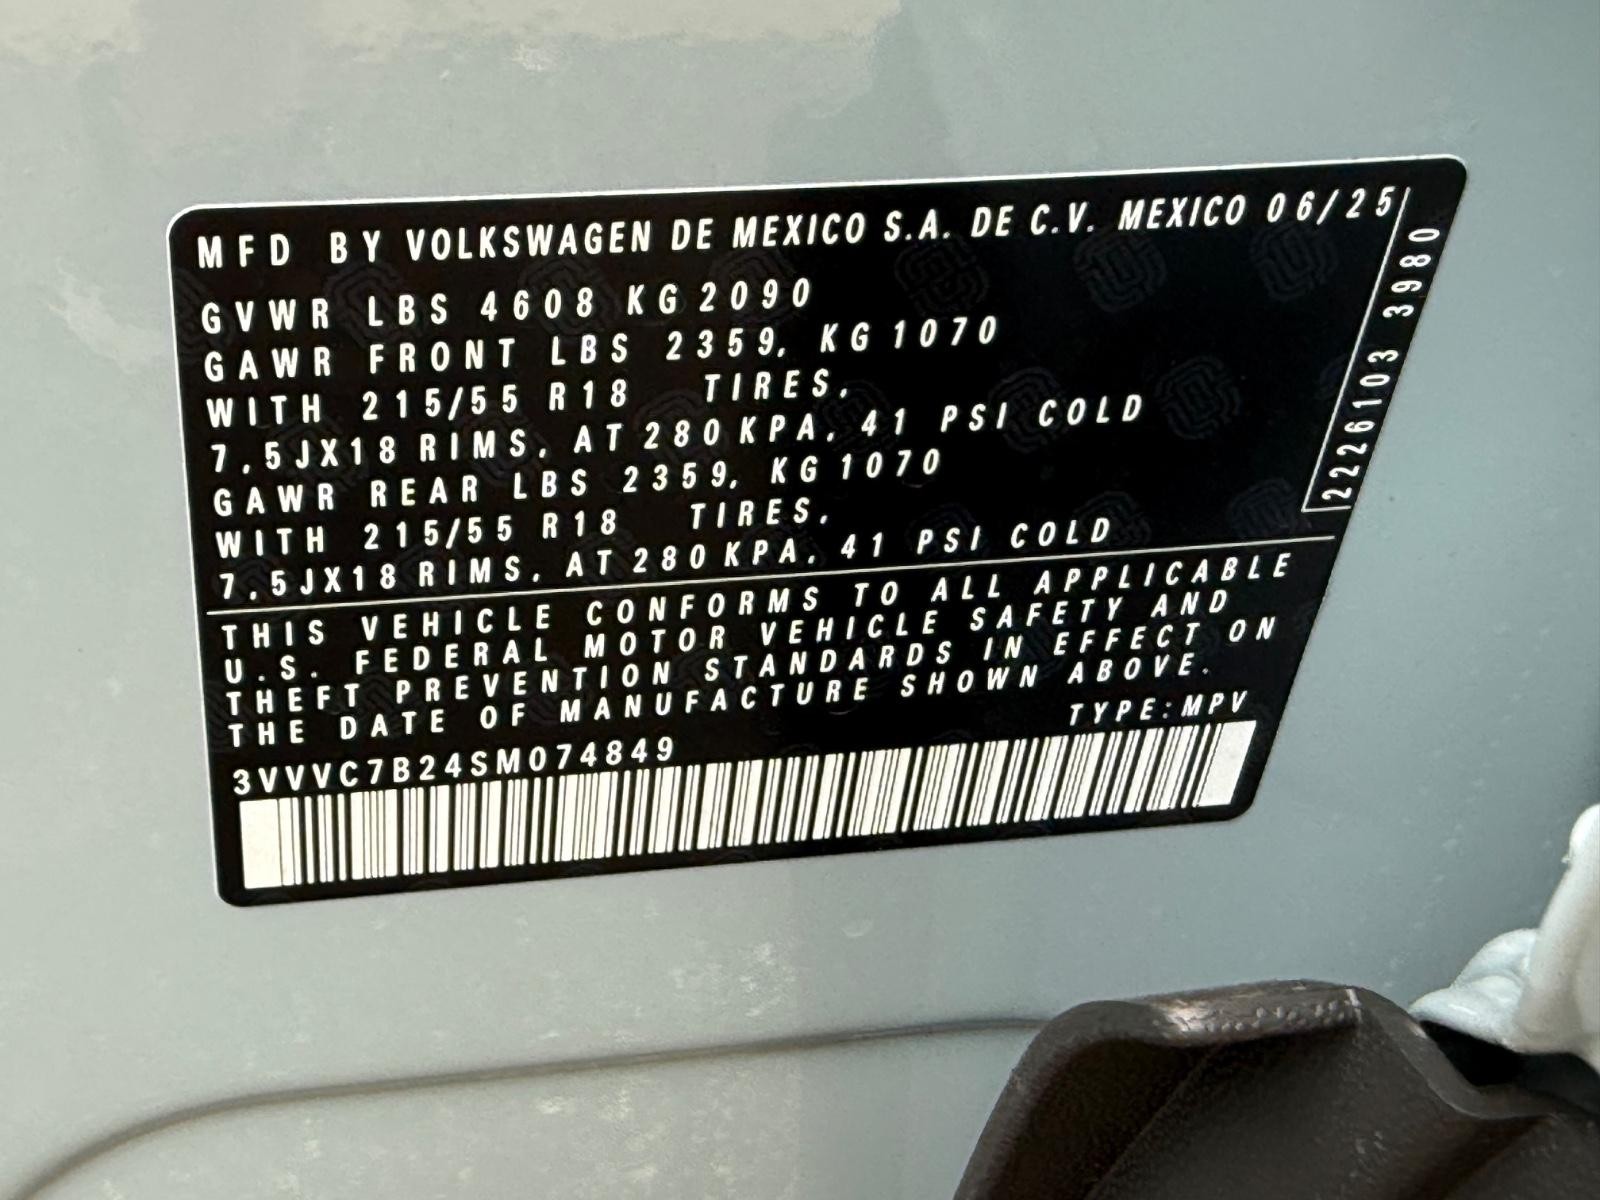 MFD BY VOLKSWAGEN DE MEXICO S.A. DE C.V. MEXICO 06/25
GVWR LBS 4608 KG 2090
GAWR FRONT LBS 2359, KG 1070
WITH 215/55 R18 TIRES,
7,5JX18 RIMS, AT 280 KPA, 41 PSI COLD
GAWR REAR LBS 2359, KG 1070
WITH 215/55 R18 TIRES,
7,5JX18 RIMS, AT 280 KPA, 41 PSI COLD
2226103 3980
THIS VEHICLE CONFORMS TO ALL APPLICABLE
U.S. FEDERAL MOTOR VEHICLE SAFETY AND
THEFT PREVENTION STANDARDS IN EFFECT ON
THE DATE OF MANUFACTURE SHOWN ABOVE.
TYPE:MPV
3VVVC7B24SM074849